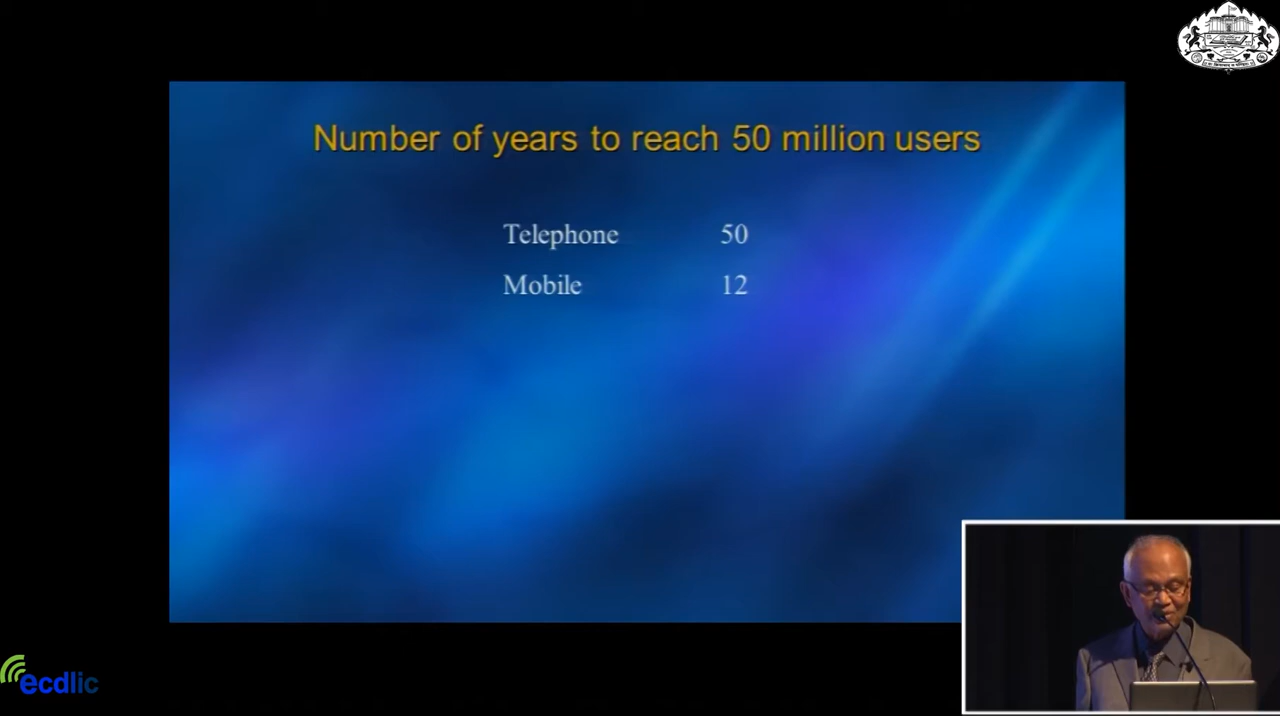 Number of years to reach 50 million users
Telephone 50
Mobile 12
ecdlic